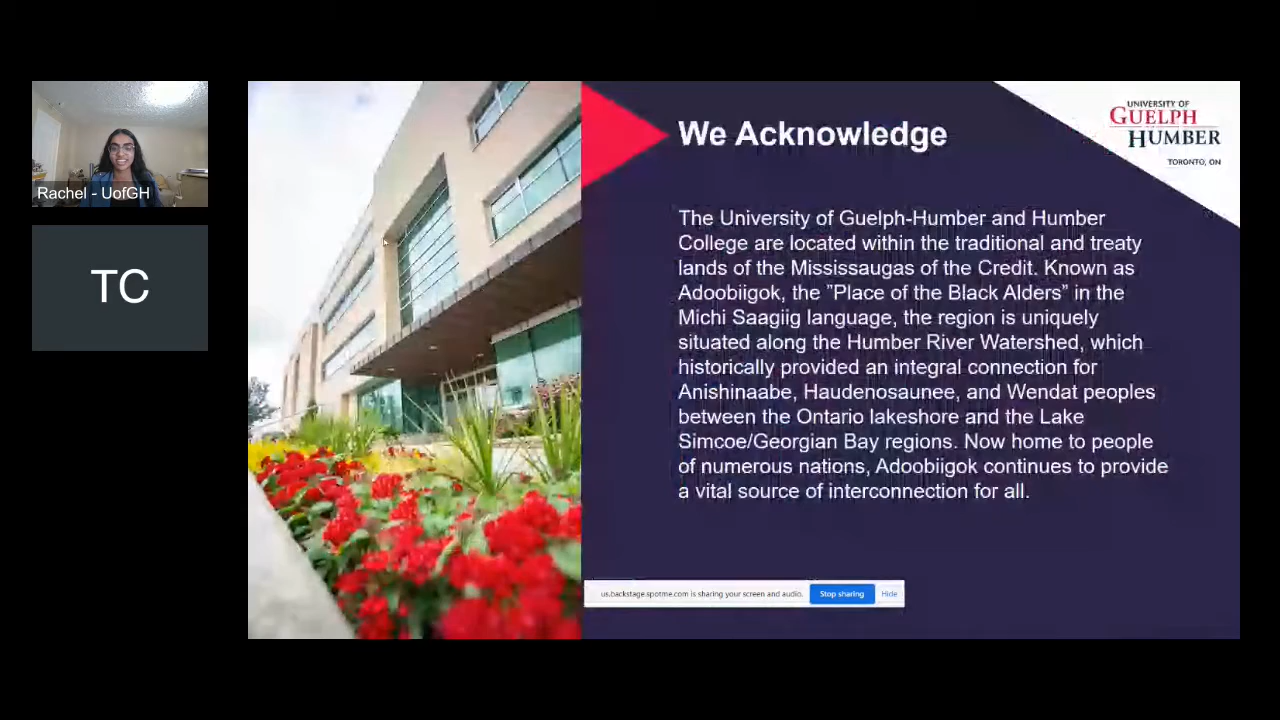 Rachel - UofGH
TC
We Acknowledge
UNIVERSITY OF
GUELPH
HUMBER
TORONTO, ON
The University of Guelph-Humber and Humber
College are located within the traditional and treaty
lands of the Mississaugas of the Credit. Known as
Adoobiigok, the ”Place of the Black Alders” in the
Michi Saagiig language, the region is uniquely
situated along the Humber River Watershed, which
historically provided an integral connection for
Anishinaabe, Haudenosaunee, and Wendat peoples
between the Ontario lakeshore and the Lake
Simcoe/Georgian Bay regions. Now home to people
of numerous nations, Adoobiigok continues to provide
a vital source of interconnection for all.
us.backstage.spotme.com is sharing your screen and audio. Stop sharing Hide